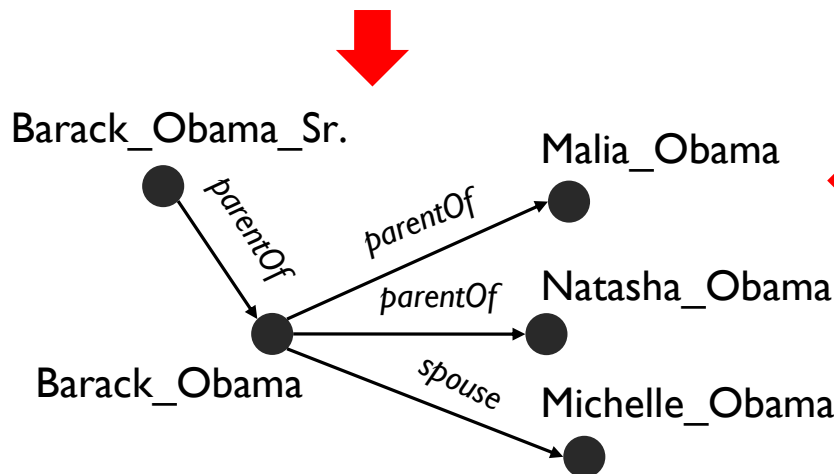 Barack_Obama_Sr.
Malia_Obama
parentOf
parentOf
parentOf
Natasha_Obama
Barack_Obama
spouse
Michelle_Obama